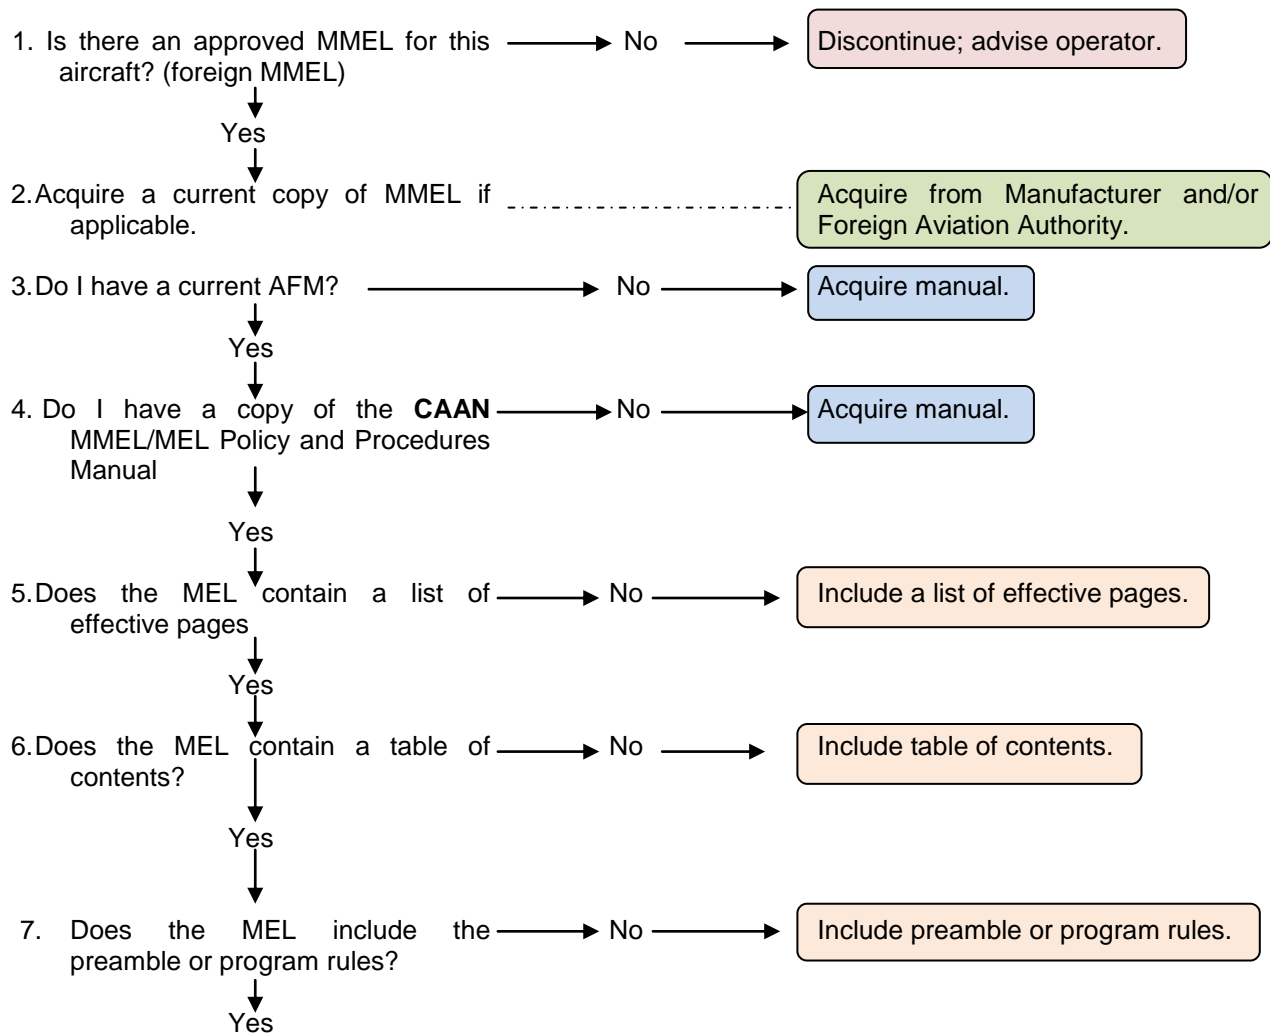 1. Is there an approved MMEL for this
aircraft? (foreign MMEL)
No
Discontinue; advise operator.
Yes
2.Acquire a current copy of MMEL if
applicable.
Acquire from Manufacturer and/or
Foreign Aviation Authority.
3.Do I have a current AFM?
No
Acquire manual.
Yes
4. Do I have a copy of the CAAN
MMEL/MEL Policy and Procedures
Manual
No
Acquire manual.
Yes
5.Does the MEL contain a list of
effective pages
No
Include a list of effective pages.
Yes
6.Does the MEL contain a table of
contents?
No
Include table of contents.
Yes
7. Does the MEL include the
preamble or program rules?
No
Include preamble or program rules.
Yes